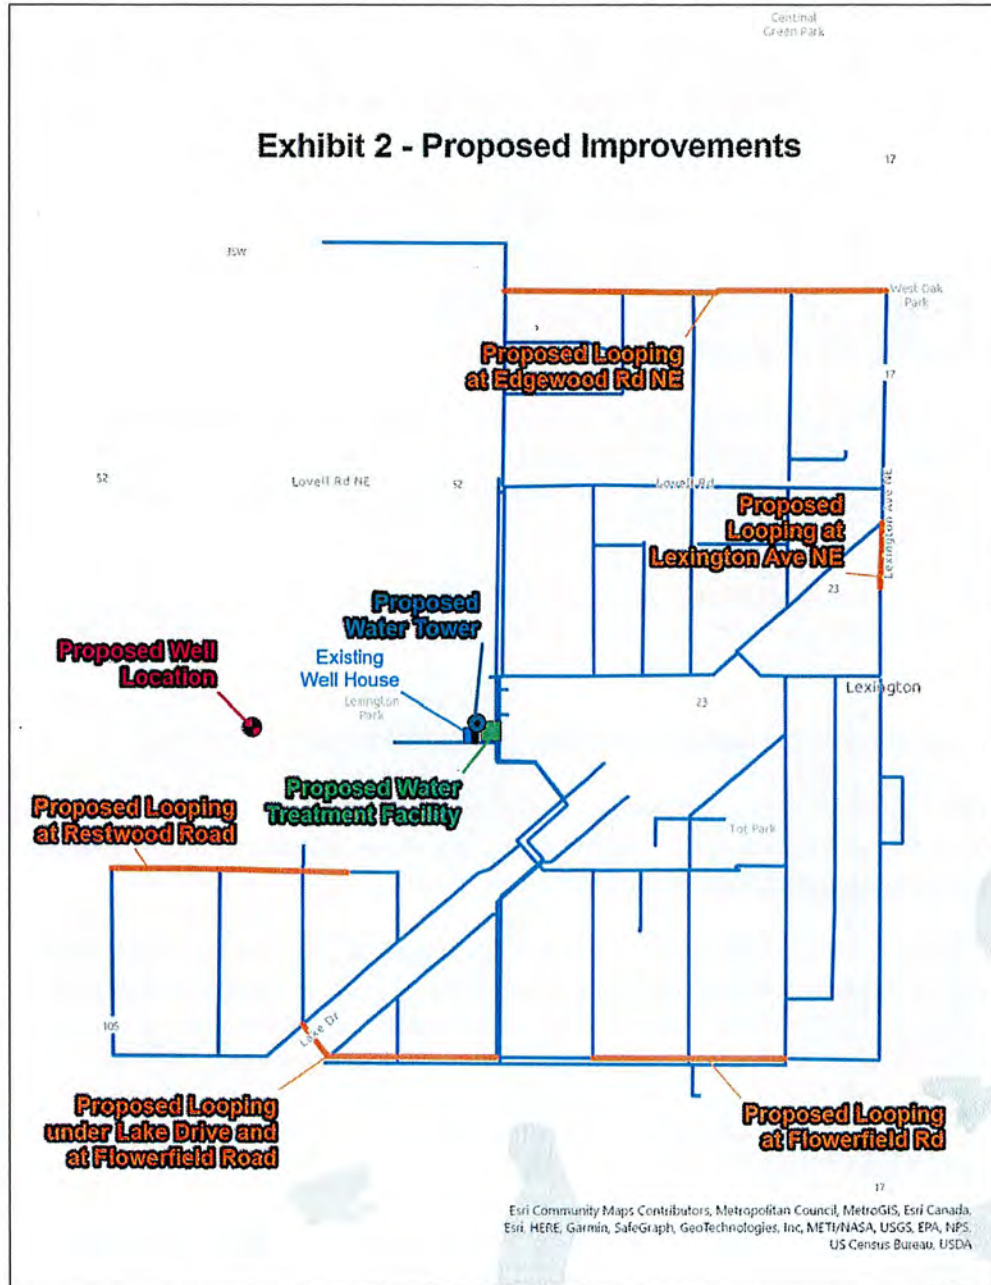 Centinal
Green Park
Exhibit 2 - Proposed Improvements
17
35W
West Oak
Park
Proposed Looping
at Edgewood Rd NE
17
52
Lovell Rd NE
52
Lovell Rd
Proposed
Looping at
Lexington Ave NE
Lexington Ave NE
23
Proposed
Water Tower
Proposed Well
Location
Existing
Well House
Lexington
Park
Lexington
23
Proposed Water
Treatment Facility
Proposed Looping
at Restwood Road
Tot Park
105
Lake Dr
Proposed Looping
under Lake Drive and
at Flowerfield Road
Proposed Looping
at Flowerfield Rd
17
Esri Community Maps Contributors, Metropolitan Council, MetroGIS, Esri Canada,
Esri, HERE, Garmin, SafeGraph, GeoTechnologies, Inc, METI/NASA, USGS, EPA, NPS,
US Census Bureau, USDA